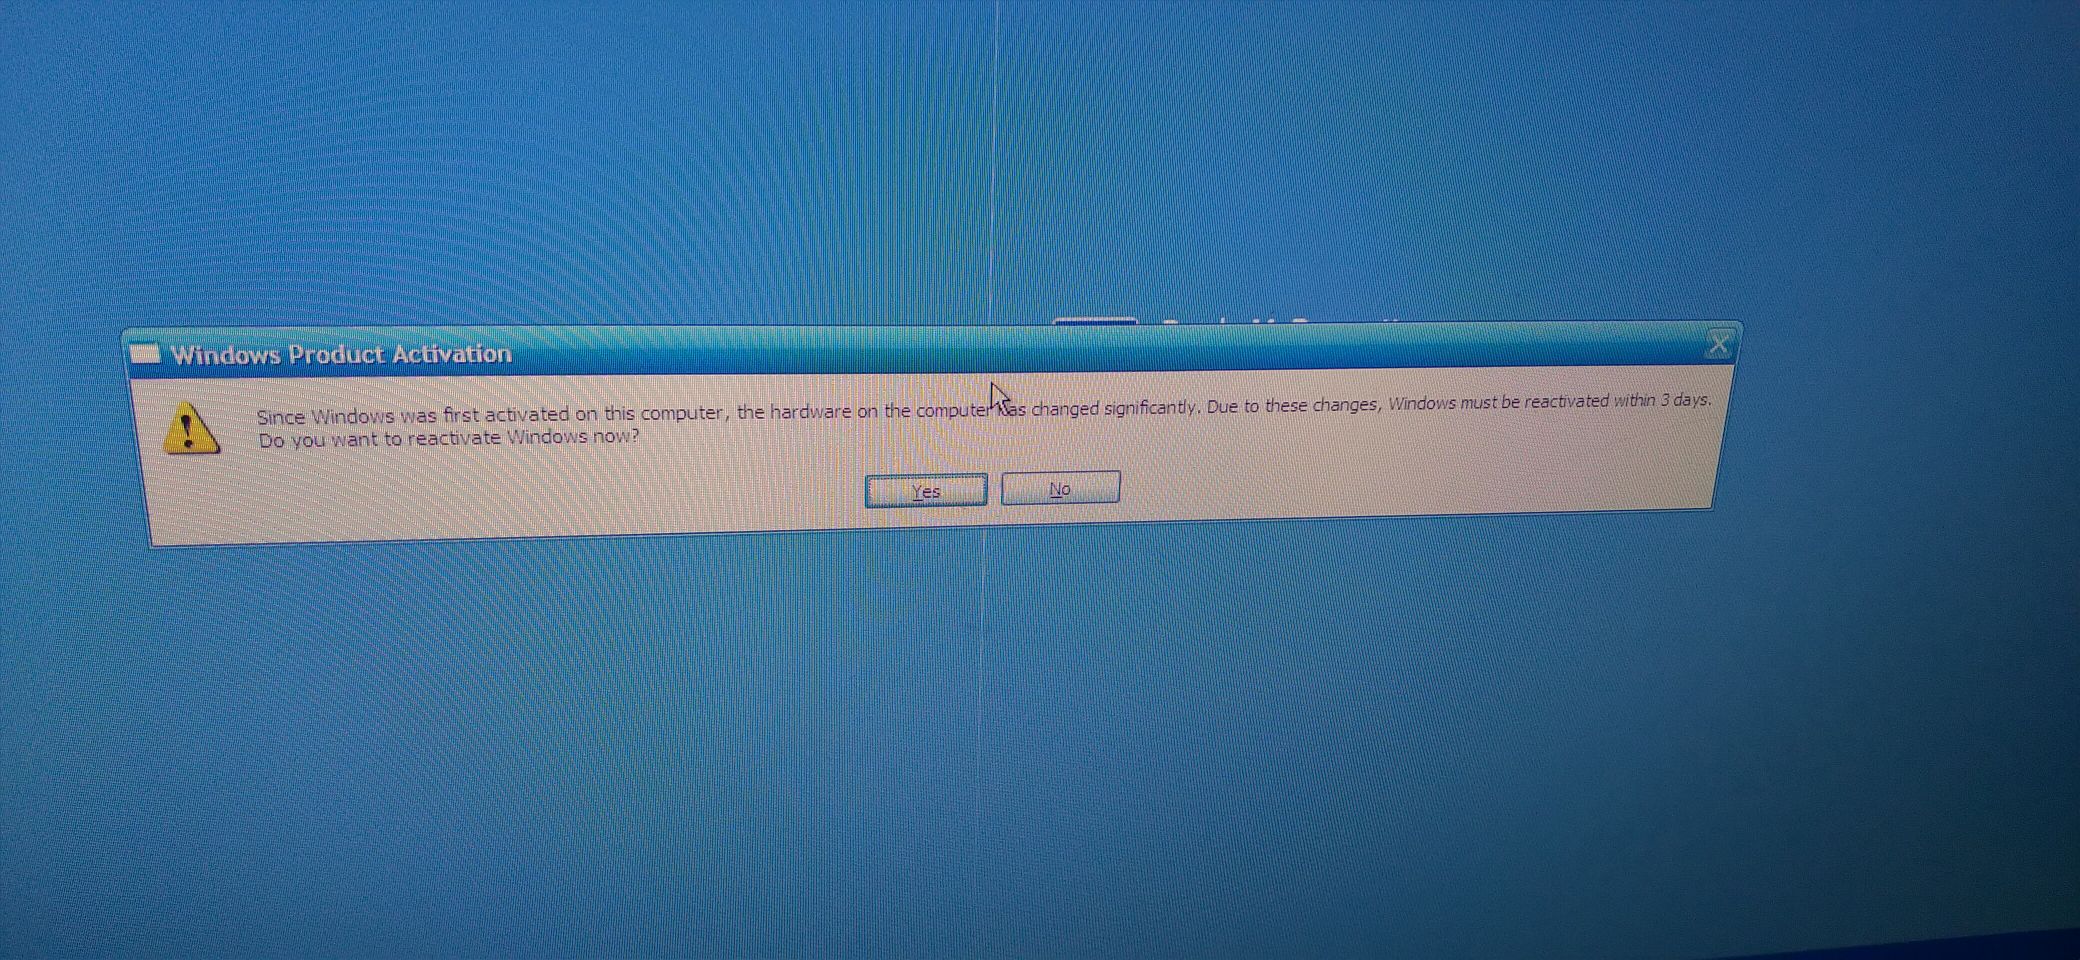 Windows Product Activation
Since Windows was first activated on this computer, the hardware on the computer has changed significantly. Due to these changes, Windows must be reactivated within 3 days.
Do you want to reactivate Windows now?
Yes
No